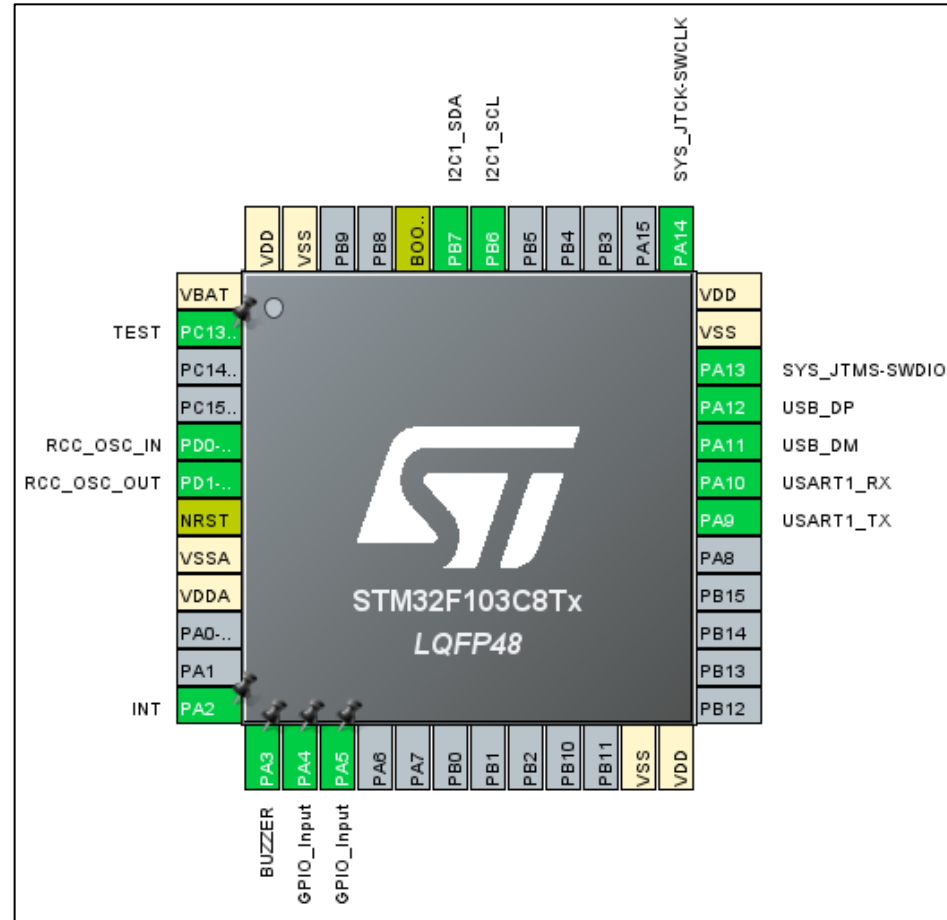 I2C1_SDA
I2C1_SCL
SYS_JTCK-SWCLK
VDD
VSS
PB9
PB8
BOO..
PB7
PB6
PB5
PB4
PB3
PA15
PA14
VBAT
TEST PC13..
PC14..
PC15..
RCC_OSC_IN PD0-..
RCC_OSC_OUT PD1-..
NRST
VSSA
VDDA
PA0-..
PA1
INT PA2
VDD
VSS
PA13 SYS_JTMS-SWDIO
PA12 USB_DP
PA11 USB_DM
PA10 USART1_RX
PA9 USART1_TX
PA8
PB15
PB14
PB13
PB12
ST
STM32F103C8Tx
LQFP48
PA3
PA4
PA5
PA6
PA7
PB0
PB1
PB2
PB10
PB11
VSS
VDD
BUZZER
GPIO_Input
GPIO_Input